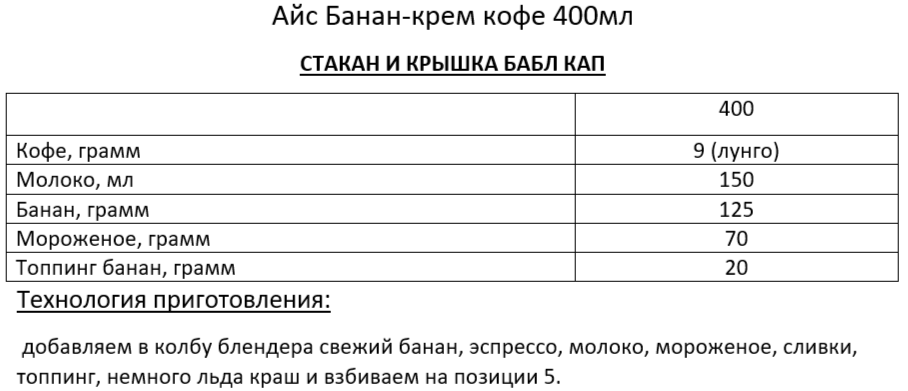 Айс Банан-крем кофе 400мл
СТАКАН И КРЫШКА БАБЛ КАП
400
Кофе, грамм 9 (лунго)
Молоко, мл 150
Банан, грамм 125
Мороженое, грамм 70
Топпинг банан, грамм 20
Технология приготовления:
добавляем в колбу блендера свежий банан, эспрессо, молоко, мороженое, сливки,
топпинг, немного льда краш и взбиваем на позиции 5.